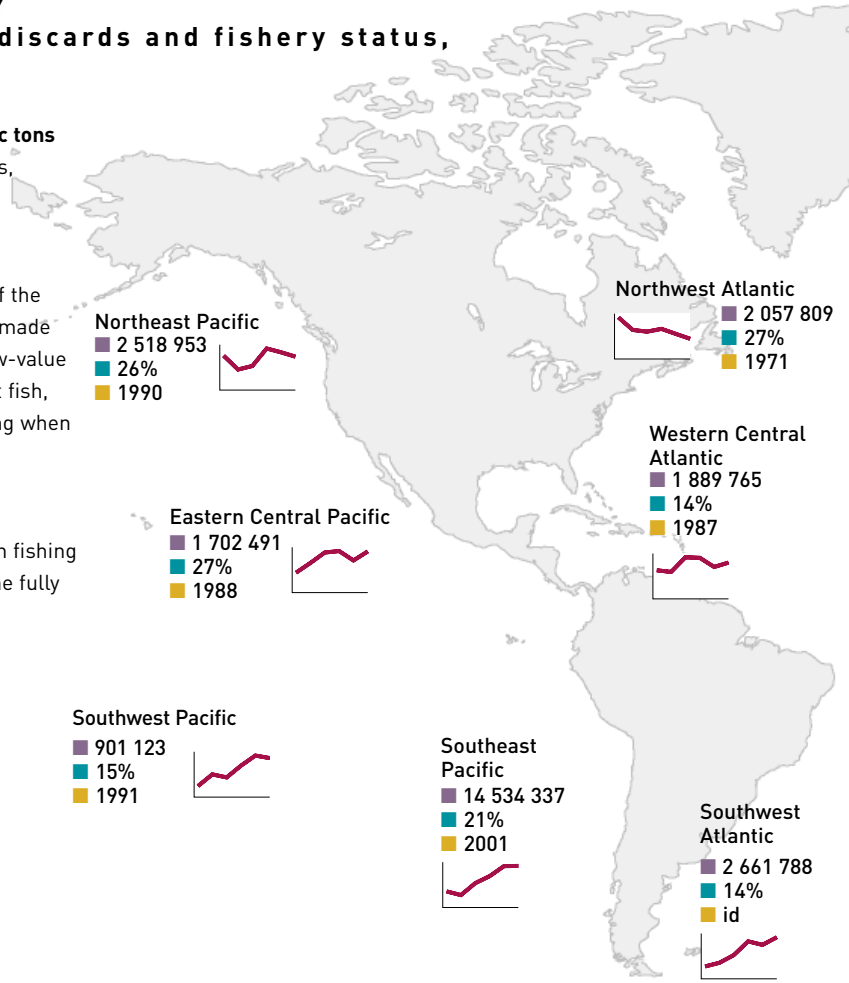 discards and fishery status,
c tons
s,
f the
made
w-value
t fish,
ng when
n fishing
ne fully
Northeast Pacific
2 518 953
26%
1990
Northwest Atlantic
2 057 809
27%
1971
Western Central
Atlantic
1 889 765
14%
1987
Eastern Central Pacific
1 702 491
27%
1988
Southwest Pacific
901 123
15%
1991
Southeast
Pacific
14 534 337
21%
2001
Southwest
Atlantic
2 661 788
14%
id